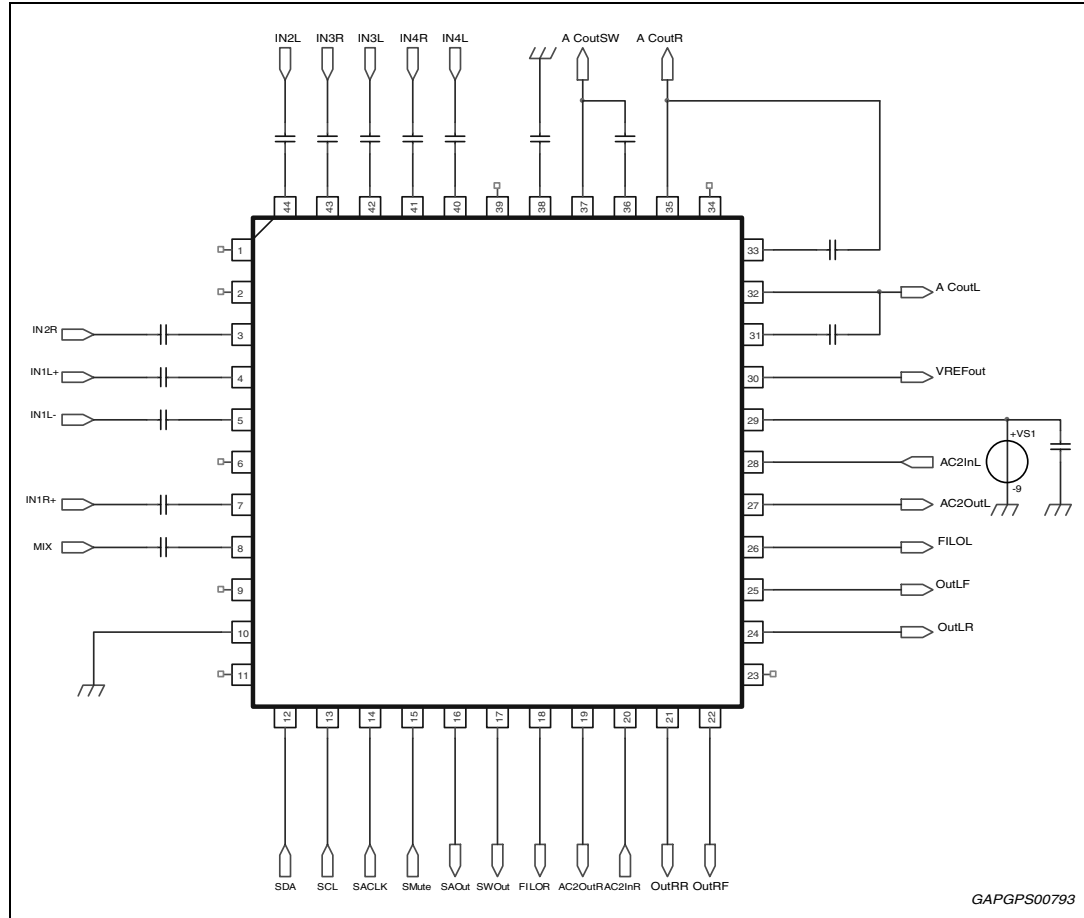 IN2L IN3R IN3L IN4R IN4L A CoutSW A CoutR
44 43 42 41 40 39 38 37 36 35 34
1 33
2 32 A CoutL
IN2R 3 31
IN1L+ 4 30 VREFout
IN1L- 5 29
+VS1
6 28 AC2InL
-9
IN1R+ 7 27 AC2OutL
MIX 8 26 FILOL
9 25 OutLF
10 24 OutLR
11 23
12 13 14 15 16 17 18 19 20 21 22
SDA SCL SACLK SMute SAOut SWOut FILOR AC2OutR AC2InR OutRR OutRF
GAPGPS00793